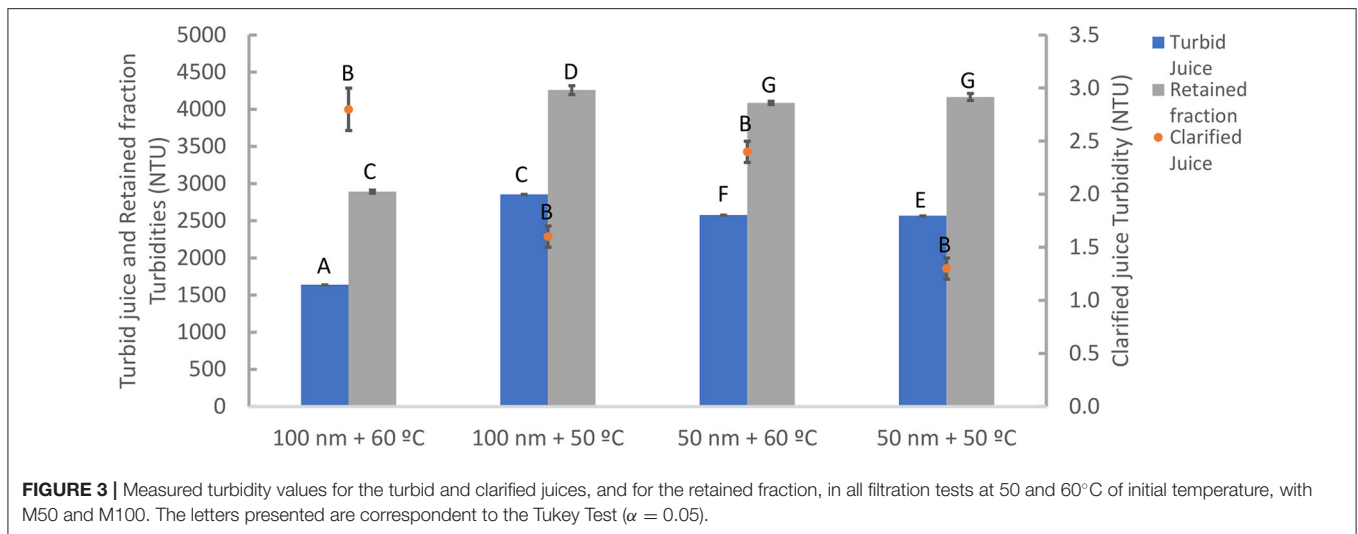 Turbid juice and Retained fraction
Turbidities (NTU)
5000
4500
4000
3500
3000
2500
2000
1500
1000
500
0
A
B
C
C
B
D
F
B
G
E
B
G
3.5
3.0
2.5
2.0
1.5
1.0
0.5
0.0
Clarified juice Turbidity (NTU)
Turbid
Juice
Retained
fraction
Clarified
Juice
100 nm + 60 ºC
100 nm + 50 ºC
50 nm + 60 ºC
50 nm + 50 ºC
FIGURE 3 | Measured turbidity values for the turbid and clarified juices, and for the retained fraction, in all filtration tests at 50 and 60°C of initial temperature, with
M50 and M100. The letters presented are correspondent to the Tukey Test (α = 0.05).